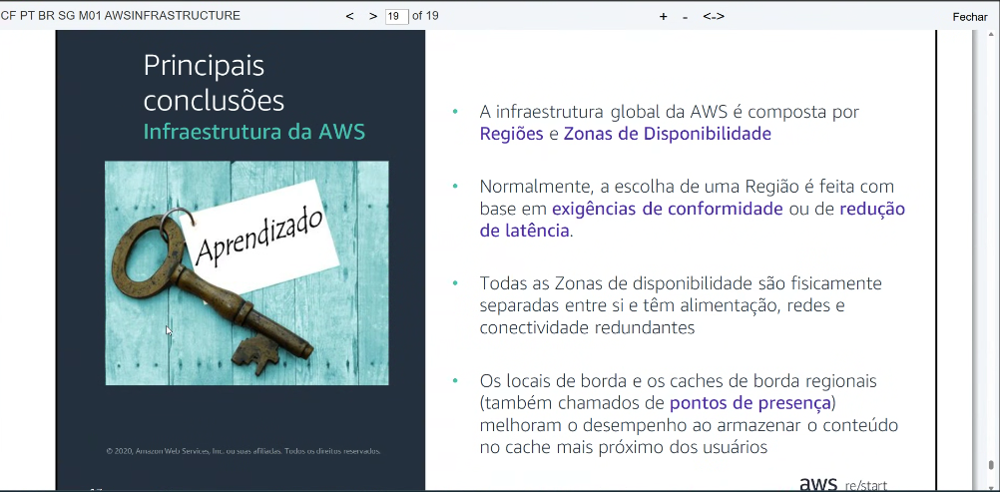 CF PT BR SG M01 AWSINFRASTRUCTURE < > 19 of 19 + - <-> Fechar
Principais
conclusões
Infraestrutura da AWS
Aprendizado
© 2020, Amazon Web Services, Inc. ou suas afiliadas. Todos os direitos reservados.
• A infraestrutura global da AWS é composta por
Regiões e Zonas de Disponibilidade
• Normalmente, a escolha de uma Região é feita com
base em exigências de conformidade ou de redução
de latência.
• Todas as Zonas de disponibilidade são fisicamente
separadas entre si e têm alimentação, redes e
conectividade redundantes
• Os locais de borda e os caches de borda regionais
(também chamados de pontos de presença)
melhoram o desempenho ao armazenar o conteúdo
no cache mais próximo dos usuários
aws re/start